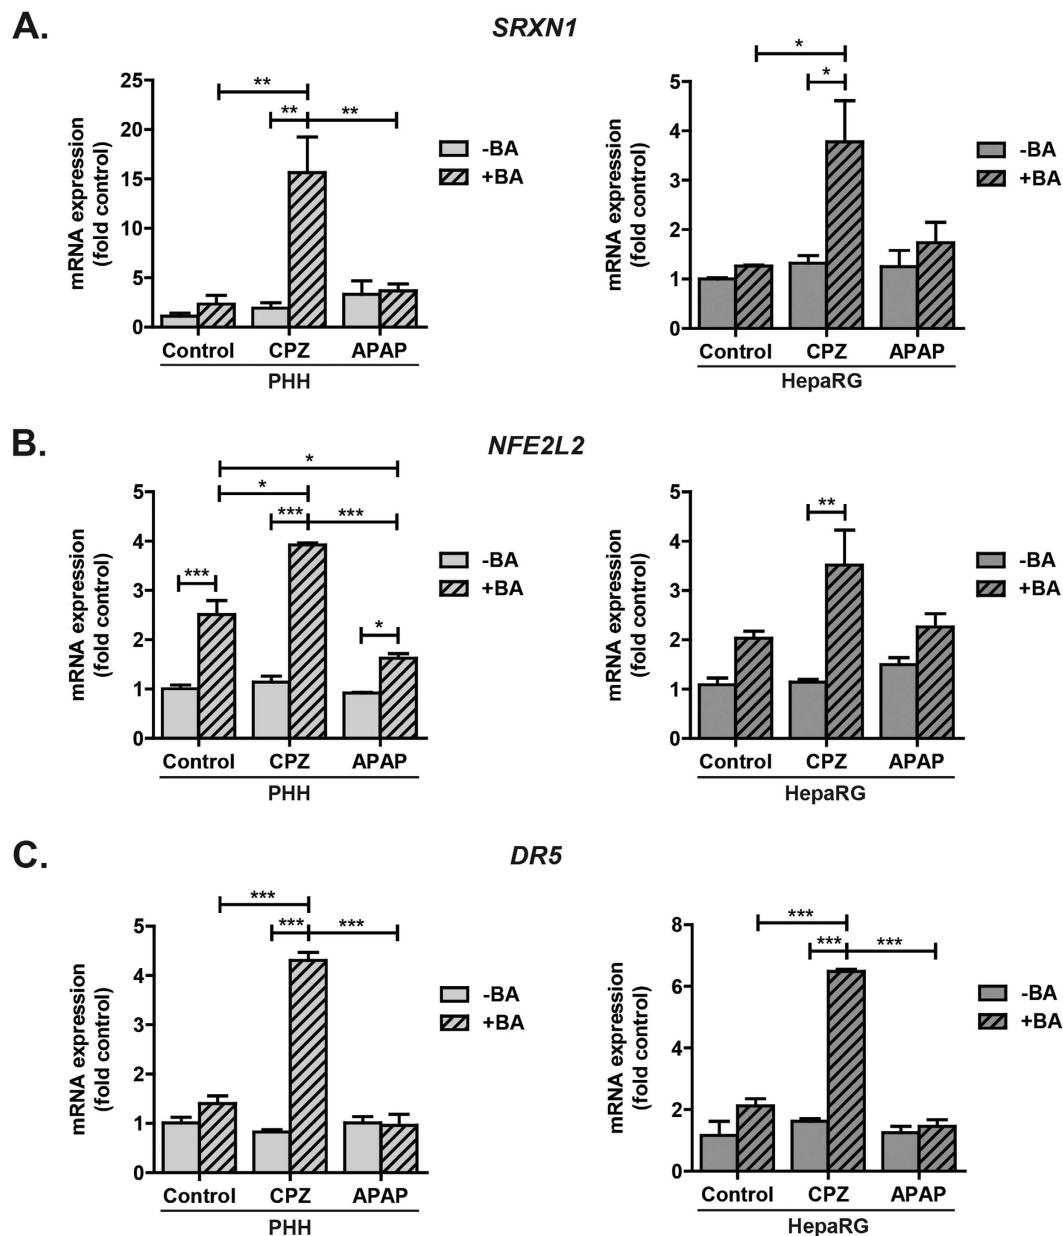 A.
SRXN1
mRNA expression
(fold control)
25
20
15
10
5
0
**
**
**
Control
CPZ
APAP
PHH
-BA
+BA
mRNA expression
(fold control)
5
4
3
2
1
0
*
*
Control
CPZ
APAP
HepaRG
-BA
+BA
B.
NFE2L2
mRNA expression
(fold control)
5
4
3
2
1
0
*
*
***
***
***
*
Control
CPZ
APAP
PHH
-BA
+BA
mRNA expression
(fold control)
5
4
3
2
1
0
**
Control
CPZ
APAP
HepaRG
-BA
+BA
C.
DR5
mRNA expression
(fold control)
5
4
3
2
1
0
***
***
***
Control
CPZ
APAP
PHH
-BA
+BA
mRNA expression
(fold control)
8
6
4
2
0
***
***
***
Control
CPZ
APAP
HepaRG
-BA
+BA